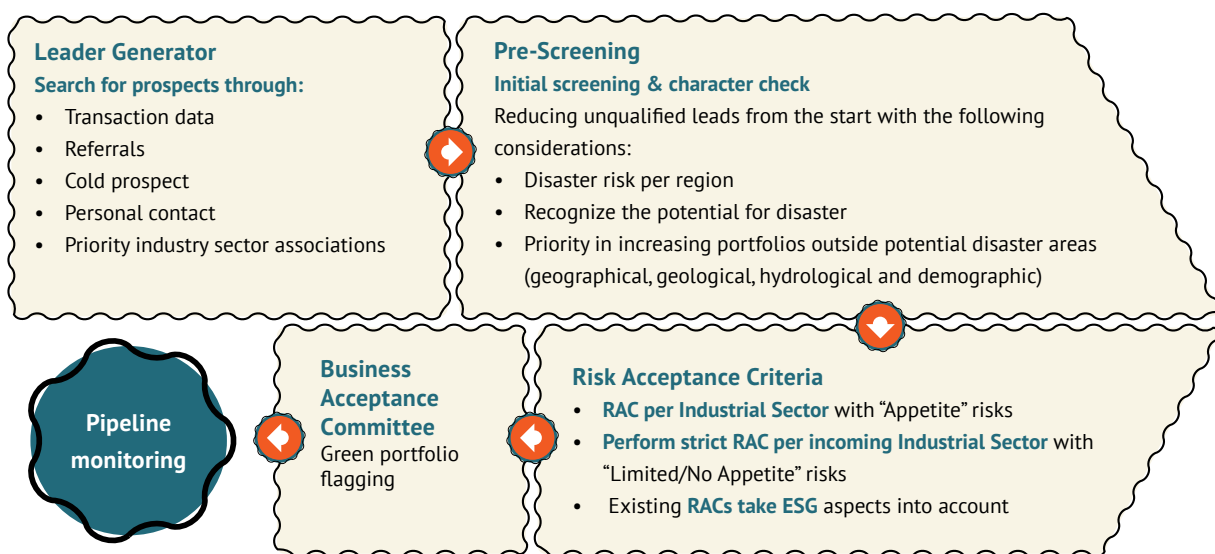 Leader Generator
Search for prospects through:
• Transaction data
• Referrals
• Cold prospect
• Personal contact
• Priority industry sector associations
Pre-Screening
Initial screening & character check
Reducing unqualified leads from the start with the following
considerations:
• Disaster risk per region
• Recognize the potential for disaster
• Priority in increasing portfolios outside potential disaster areas
(geographical, geological, hydrological and demographic)
Risk Acceptance Criteria
• RAC per Industrial Sector with “Appetite” risks
• Perform strict RAC per incoming Industrial Sector with
“Limited/No Appetite” risks
• Existing RACs take ESG aspects into account
Business
Acceptance
Committee
Green portfolio
flagging
Pipeline
monitoring